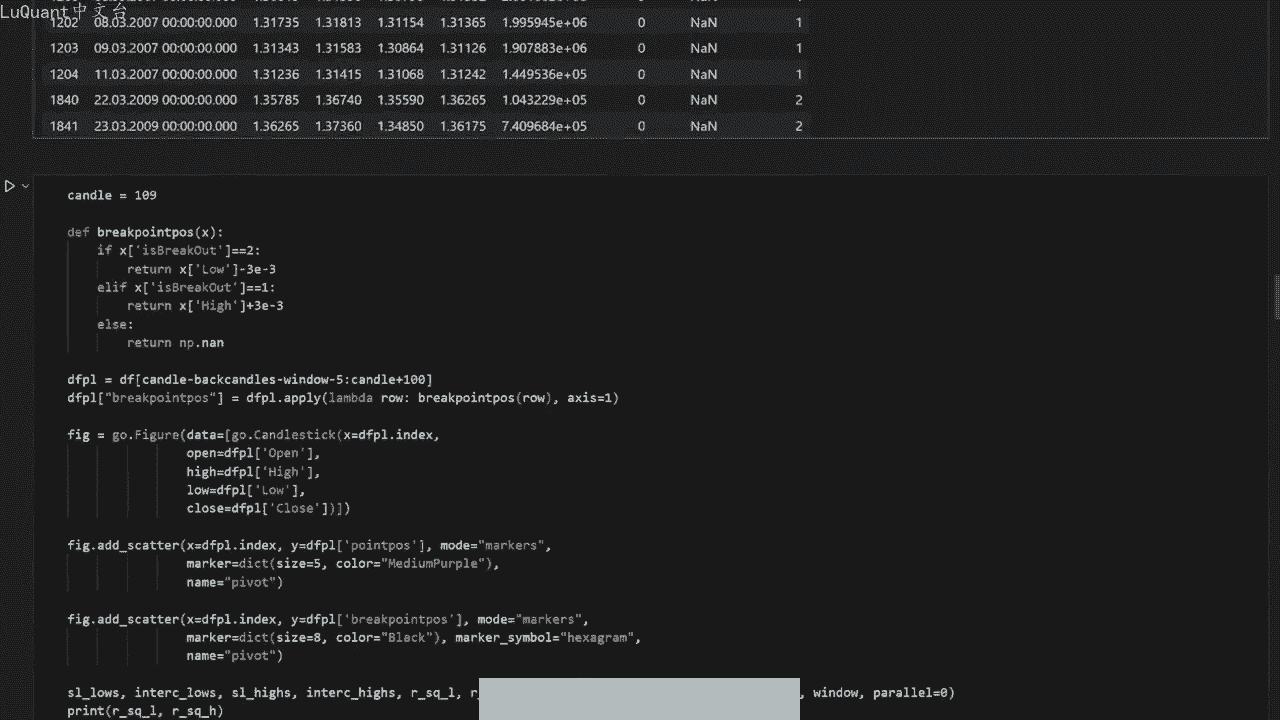 LuQuant中文台
1202 08.03.2007 00:00:00.000 1.31735 1.31813 1.31154 1.31365 1.995945e+06 0 NaN 1
1203 09.03.2007 00:00:00.000 1.31343 1.31583 1.30864 1.31126 1.907883e+06 0 NaN 1
1204 11.03.2007 00:00:00.000 1.31236 1.31415 1.31068 1.31242 1.449536e+05 0 NaN 1
1840 22.03.2009 00:00:00.000 1.35785 1.36740 1.35590 1.36265 1.043229e+05 0 NaN 2
1841 23.03.2009 00:00:00.000 1.36265 1.37360 1.34850 1.36175 7.409684e+05 0 NaN 2
candle = 109
def breakpointpos(x):
if x['isBreakOut']==2:
return x['Low']-3e-3
elif x['isBreakOut']==1:
return x['High']+3e-3
else:
return np.nan
dfpl = df[candle-backcandles-window-5:candle+100]
dfpl["breakpointpos"] = dfpl.apply(lambda row: breakpointpos(row), axis=1)
fig = go.Figure(data=[go.Candlestick(x=dfpl.index,
open=dfpl['Open'],
high=dfpl['High'],
low=dfpl['Low'],
close=dfpl['Close'])])
fig.add_scatter(x=dfpl.index, y=dfpl['pointpos'], mode="markers",
marker=dict(size=5, color="MediumPurple"),
name="pivot")
fig.add_scatter(x=dfpl.index, y=dfpl['breakpointpos'], mode="markers",
marker=dict(size=8, color="Black"), marker_symbol="hexagram",
name="pivot")
sl_lows, interc_lows, sl_highs, interc_highs, r_sq_l, , window, parallel=0)
print(r_sq_l, r_sq_h)